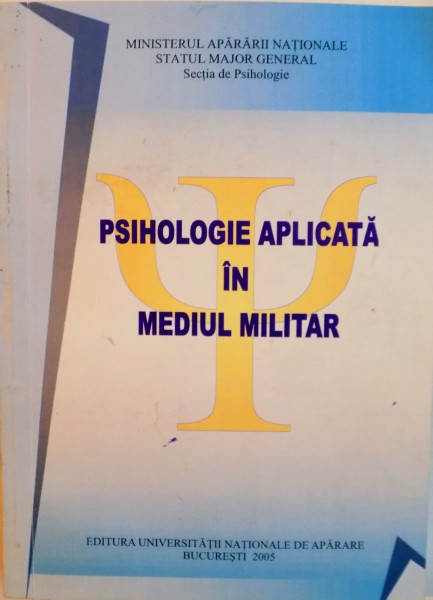 MINISTERUL APĂRĂRII NAȚIONALE
STATUL MAJOR GENERAL
Secția de Psihologie
Ψ
PSIHOLOGIE APLICATĂ
ÎN
MEDIUL MILITAR
EDITURA UNIVERSITĂȚII NAȚIONALE DE APĂRARE
BUCUREȘTI 2005